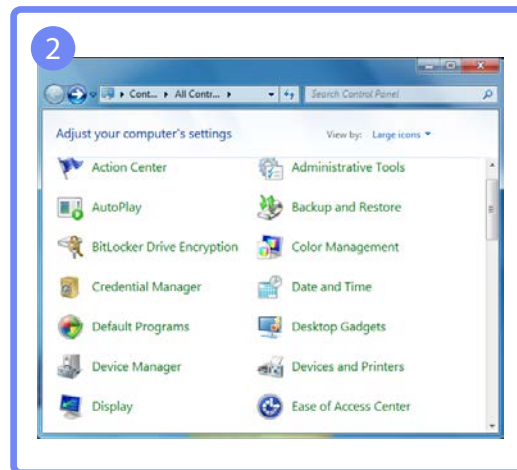 2
Cont... All Contr...
Search Control Panel
Adjust your computer's settings
View by: Large icons
Action Center
Administrative Tools
AutoPlay
Backup and Restore
BitLocker Drive Encryption
Color Management
Credential Manager
Date and Time
Default Programs
Desktop Gadgets
Device Manager
Devices and Printers
Display
Ease of Access Center